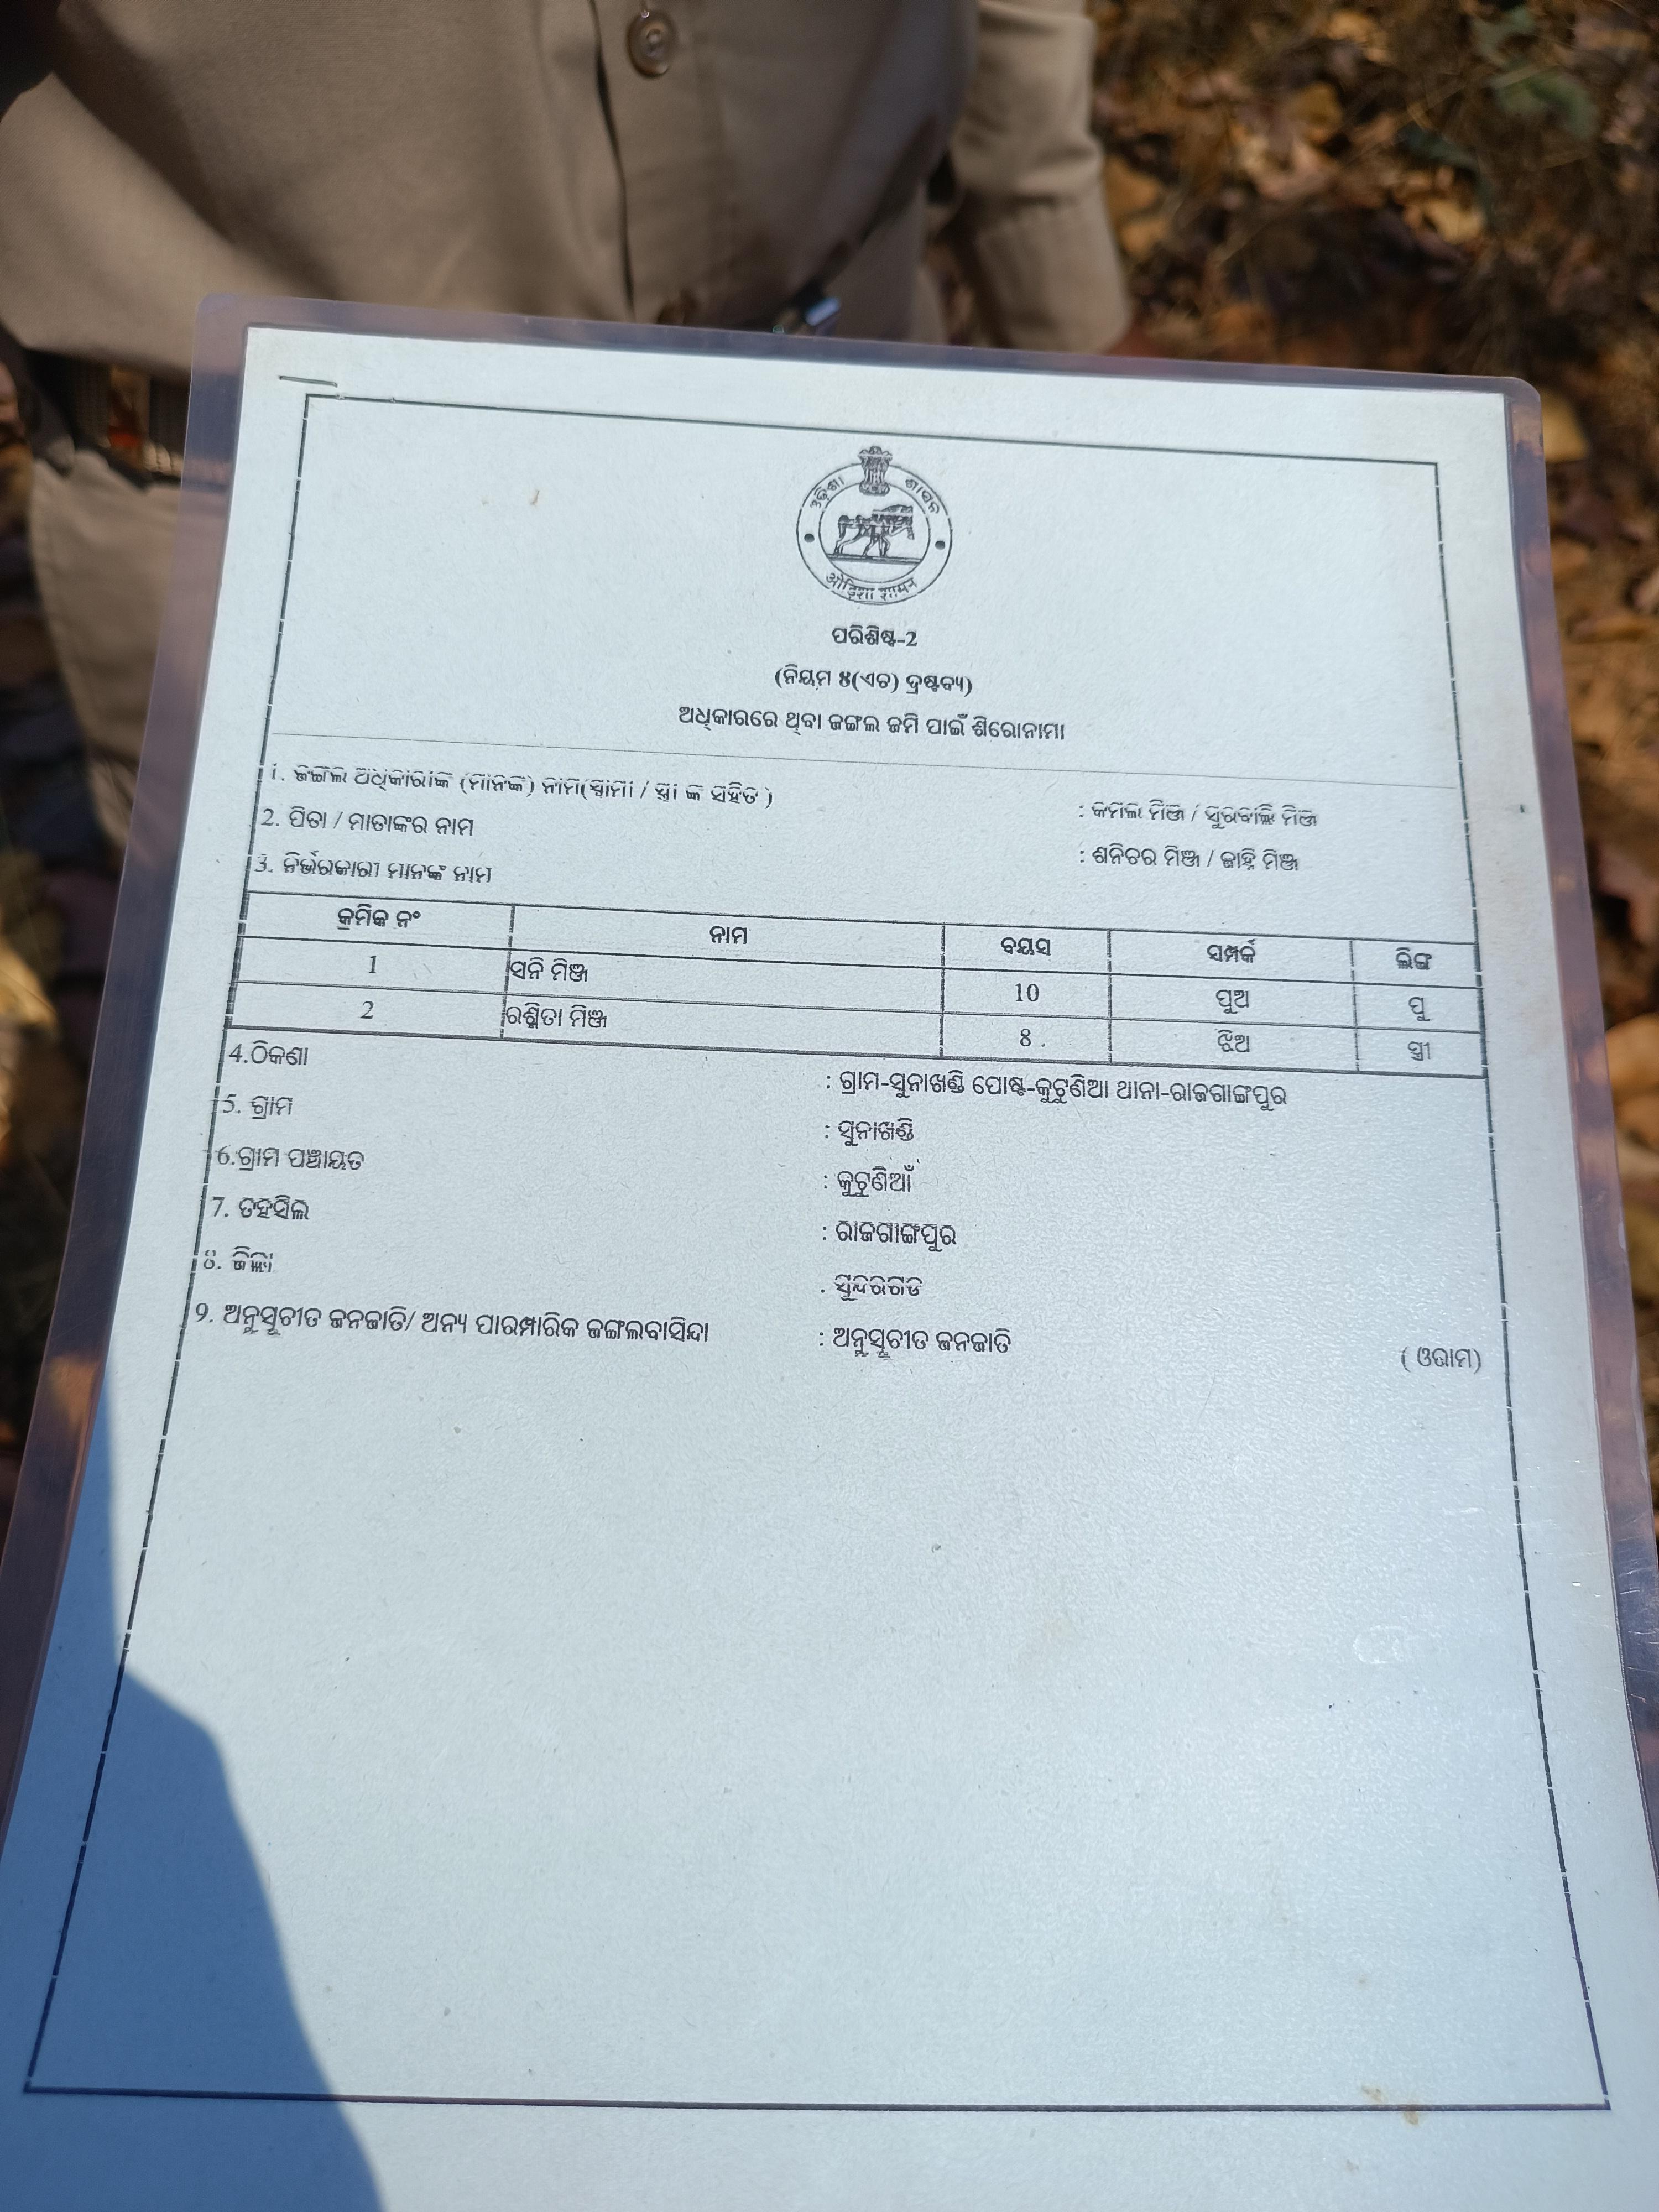 ଓଡ଼ିଶା ଶାସନ
ओड़िशा शासन
ପରିଶିଷ୍ଟ-2
(ନିୟମ ୫(ଏଚ) ଦ୍ରଷ୍ଟବ୍ୟ)
ଅଧିକାରରେ ଥିବା ଜଙ୍ଗଲ ଜମି ପାଇଁ ଶିରୋନାମା
1. ଜଙ୍ଗଲ ଅଧିକାରୀଙ୍କ (ମାନଙ୍କ) ନାମ(ସ୍ୱାମୀ / ସ୍ତ୍ରୀ ଙ୍କ ସହିତ ) : କମଲ ମିଞ୍ଜ / ସୁରବାଲି ମିଞ୍ଜ
2. ପିତା / ମାତାଙ୍କର ନାମ : ଶନିଚର ମିଞ୍ଜ / ଜାହ୍ନି ମିଞ୍ଜ
3. ନିର୍ଭରକାରୀ ମାନଙ୍କ ନାମ
କ୍ରମିକ ନଂ ନାମ ବୟସ ସମ୍ପର୍କ ଲିଙ୍ଗ
1 ସନି ମିଞ୍ଜ 10 ପୁଅ ପୁ
2 ରଶ୍ମିତା ମିଞ୍ଜ 8 ଝିଅ ସ୍ତ୍ରୀ
4.ଠିକଣା : ଗ୍ରାମ-ସୁନାଖଣ୍ଡି ପୋଷ୍ଟ-କୁଟୁଣିଆ ଥାନା-ରାଜଗାଙ୍ଗପୁର
5. ଗ୍ରାମ : ସୁନାଖଣ୍ଡି
6.ଗ୍ରାମ ପଞ୍ଚାୟତ : କୁଟୁଣିଆଁ
7. ତହସିଲ : ରାଜଗାଙ୍ଗପୁର
8. ଜିଲ୍ଲା : ସୁନ୍ଦରଗଡ
9. ଅନୁସୂଚୀତ ଜନଜାତି/ ଅନ୍ୟ ପାରମ୍ପାରିକ ଜଙ୍ଗଲବାସିନ୍ଦା : ଅନୁସୂଚୀତ ଜନଜାତି ( ଓରାମ)